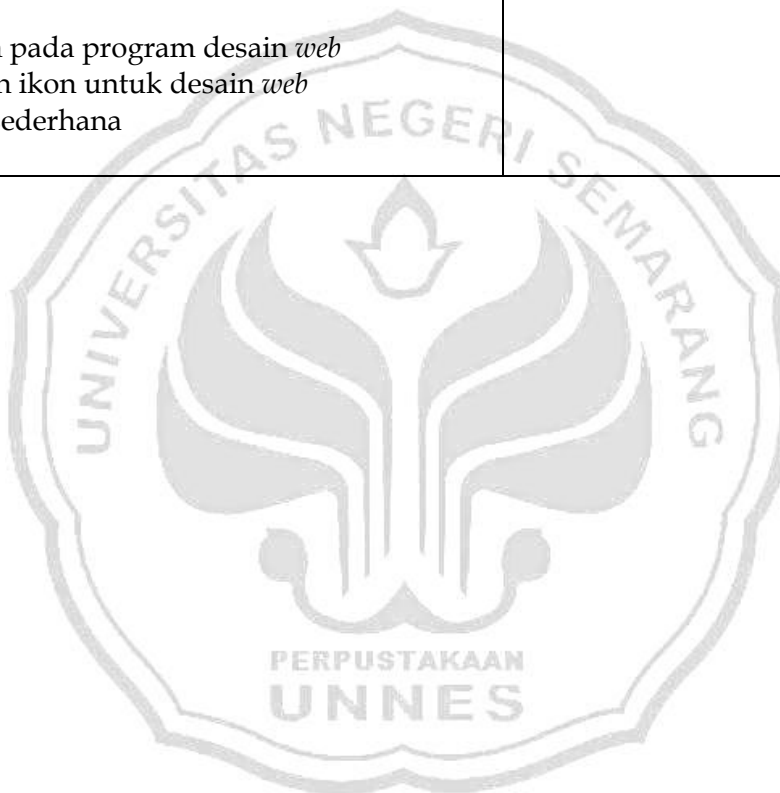 pada program desain web
ikon untuk desain web
ederhana
UNIVERSITAS NEGERI SEMARANG
PERPUSTAKAAN
UNNES